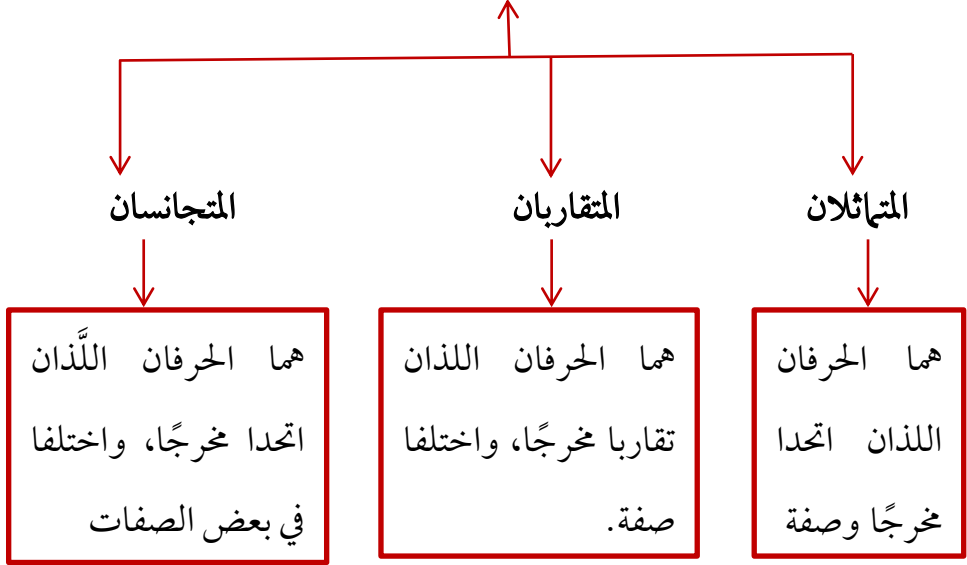 المتماثلان
المتقاربان
المتجانسان
هما الحرفان
اللذان اتحدا
مخرجًا وصفة
هما الحرفان اللذان
تقاربا مخرجًا، واختلفا
صفة.
هما الحرفان اللَّذان
اتحدا مخرجًا، واختلفا
في بعض الصفات